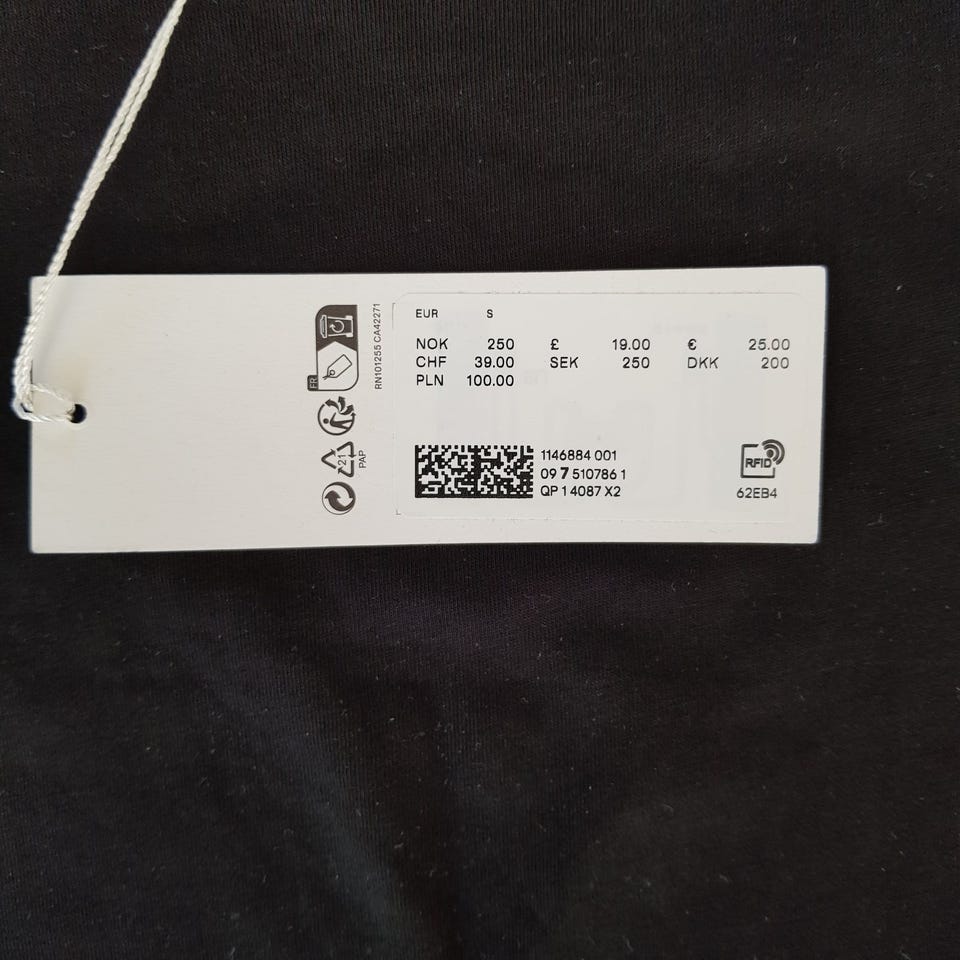 EUR S
NOK 250 £ 19.00 € 25.00
CHF 39.00 SEK 250 DKK 200
PLN 100.00
1146884 001
09 7 510786 1
QP 1 4087 X2
RFID
62EB4
RN101255 CA42271
FR
21
PAP